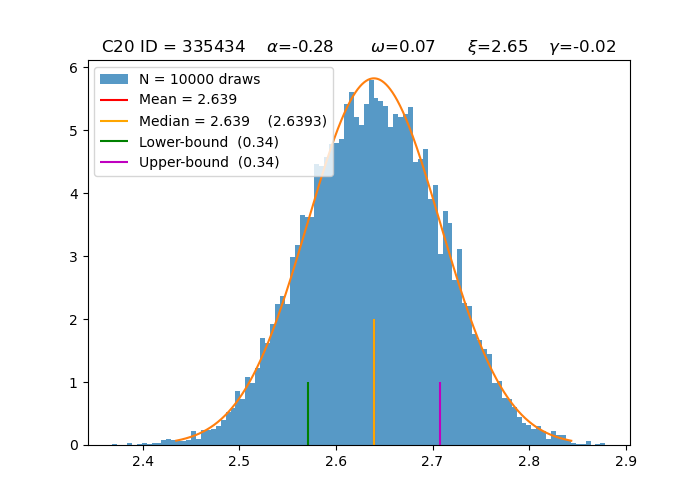 C20 ID = 335434 α=-0.28 ω=0.07 ξ=2.65 γ=-0.02
N = 10000 draws
Mean = 2.639
Median = 2.639 (2.6393)
Lower-bound (0.34)
Upper-bound (0.34)
6
5
4
3
2
1
0
2.4 2.5 2.6 2.7 2.8 2.9